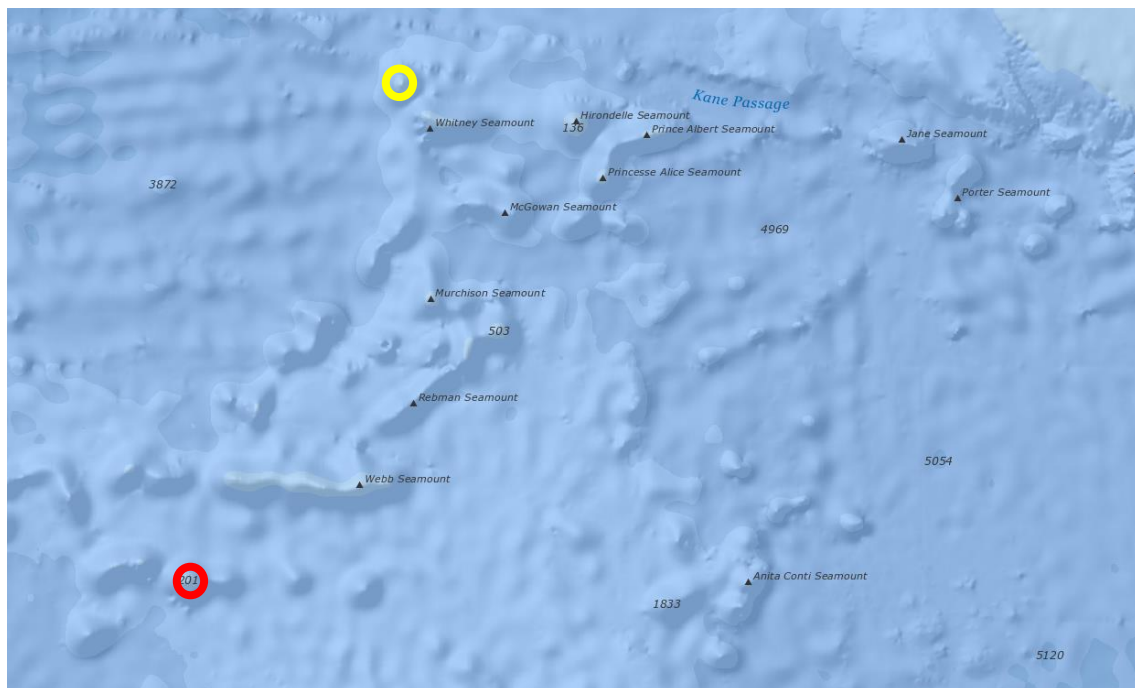 Kane Passage
Hirondelle Seamount
Whitney Seamount
136
Prince Albert Seamount
Jane Seamount
Princesse Alice Seamount
3872
Porter Seamount
McGowan Seamount
4969
Murchison Seamount
503
Rebman Seamount
5054
Webb Seamount
201
Anita Conti Seamount
1833
5120